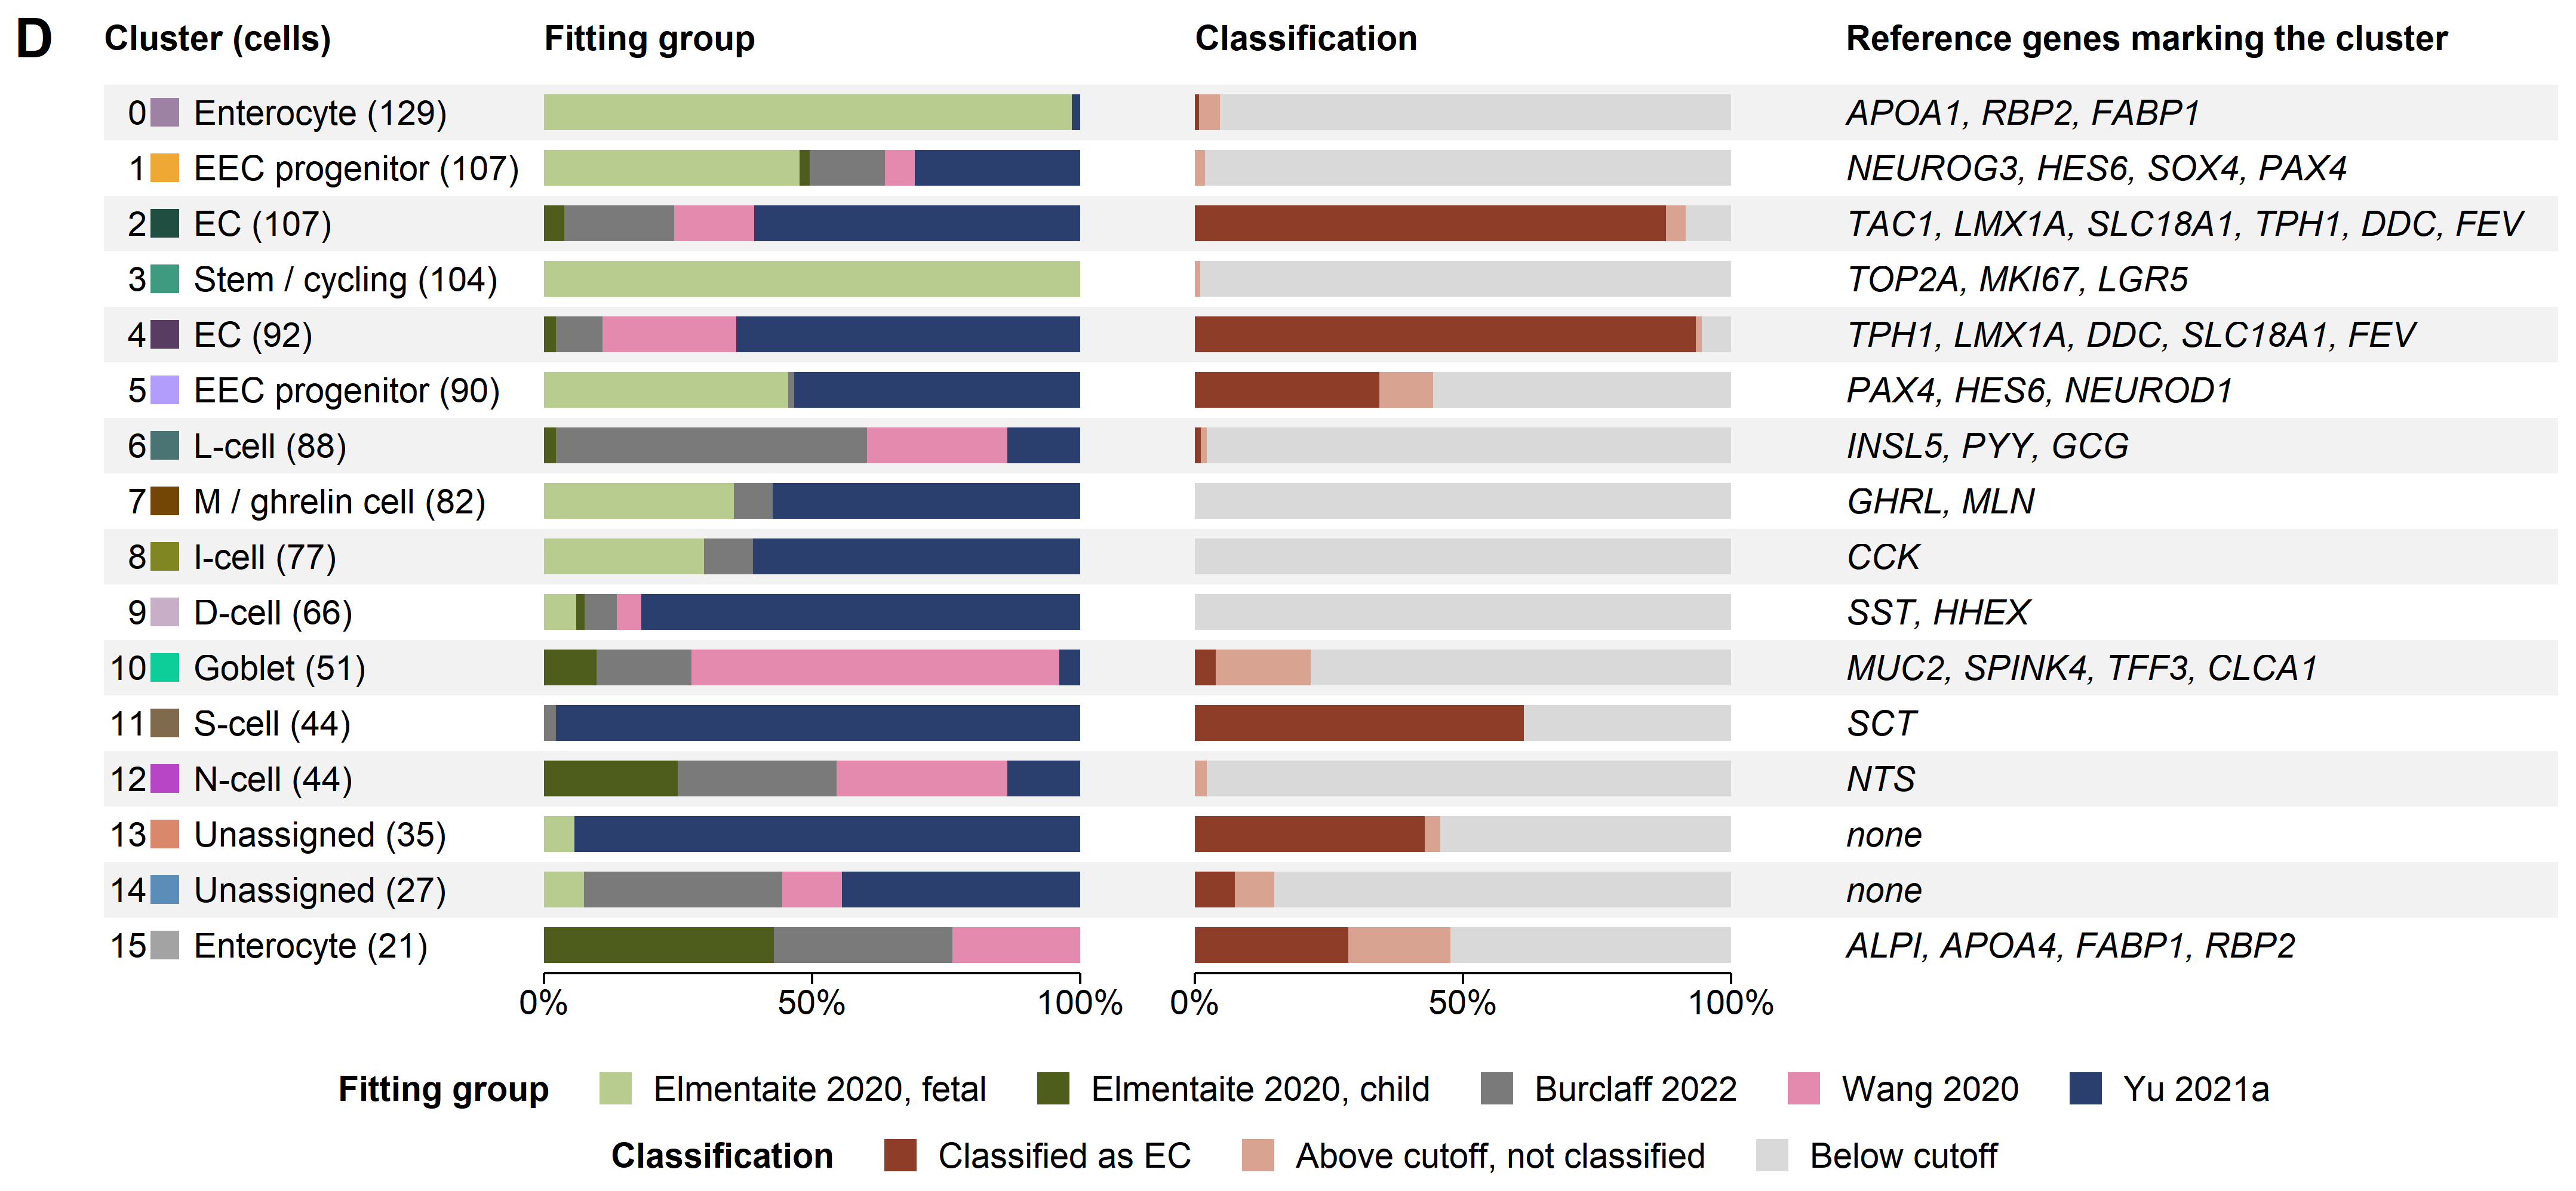 D
Cluster (cells) Fitting group Classification Reference genes marking the cluster
0 Enterocyte (129) APOA1, RBP2, FABP1
1 EEC progenitor (107) NEUROG3, HES6, SOX4, PAX4
2 EC (107) TAC1, LMX1A, SLC18A1, TPH1, DDC, FEV
3 Stem / cycling (104) TOP2A, MKI67, LGR5
4 EC (92) TPH1, LMX1A, DDC, SLC18A1, FEV
5 EEC progenitor (90) PAX4, HES6, NEUROD1
6 L-cell (88) INSL5, PYY, GCG
7 M / ghrelin cell (82) GHRL, MLN
8 I-cell (77) CCK
9 D-cell (66) SST, HHEX
10 Goblet (51) MUC2, SPINK4, TFF3, CLCA1
11 S-cell (44) SCT
12 N-cell (44) NTS
13 Unassigned (35) none
14 Unassigned (27) none
15 Enterocyte (21) ALPI, APOA4, FABP1, RBP2
0% 50% 100% 0% 50% 100%
Fitting group Elmentaite 2020, fetal Elmentaite 2020, child Burclaff 2022 Wang 2020 Yu 2021a
Classification Classified as EC Above cutoff, not classified Below cutoff